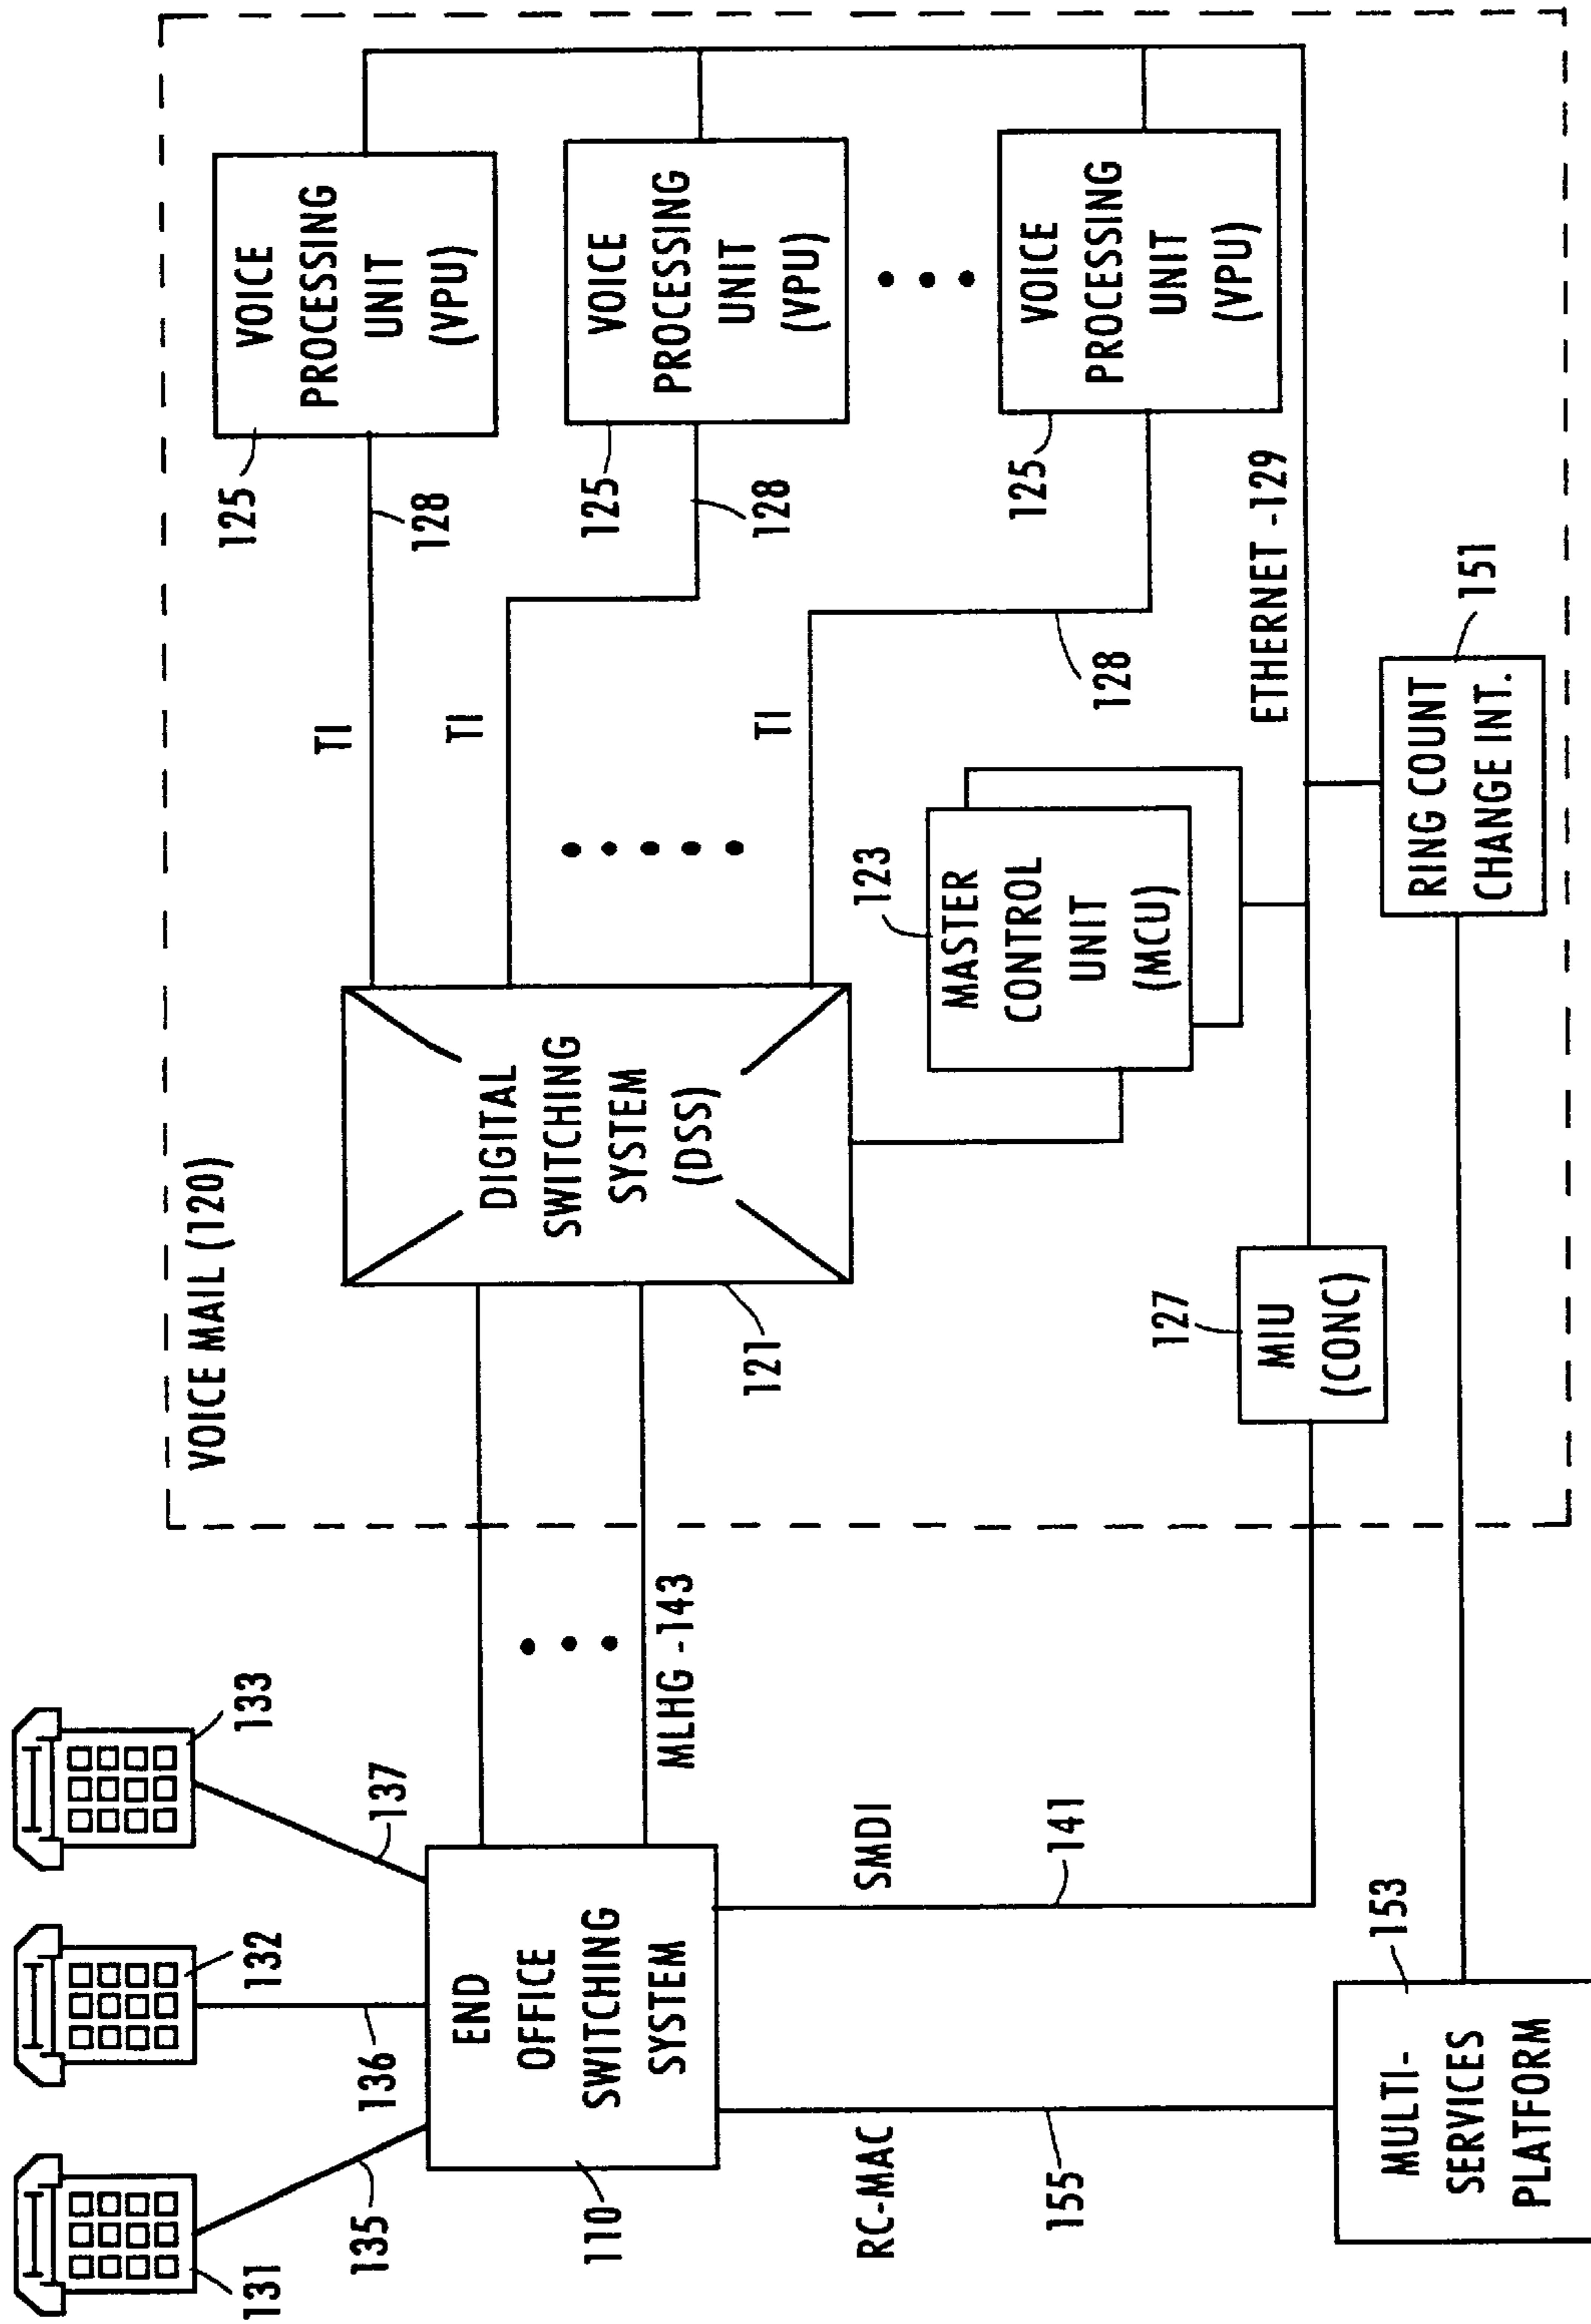 131
132
133
135
136
137
END
OFFICE
SWITCHING
SYSTEM
110
RC-MAC
155
SMDI
141
MULTI-
SERVICES
PLATFORM
153
MLHG -143
VOICE MAIL (120)
DIGITAL
SWITCHING
SYSTEM
(DSS)
121
MIU
(CONC)
127
MASTER
CONTROL
UNIT
(MCU)
123
T1
T1
T1
128
128
128
VOICE
PROCESSING
UNIT
(VPU)
125
VOICE
PROCESSING
UNIT
(VPU)
125
VOICE
PROCESSING
UNIT
(VPU)
125
ETHERNET -129
RING COUNT
CHANGE INT.
151